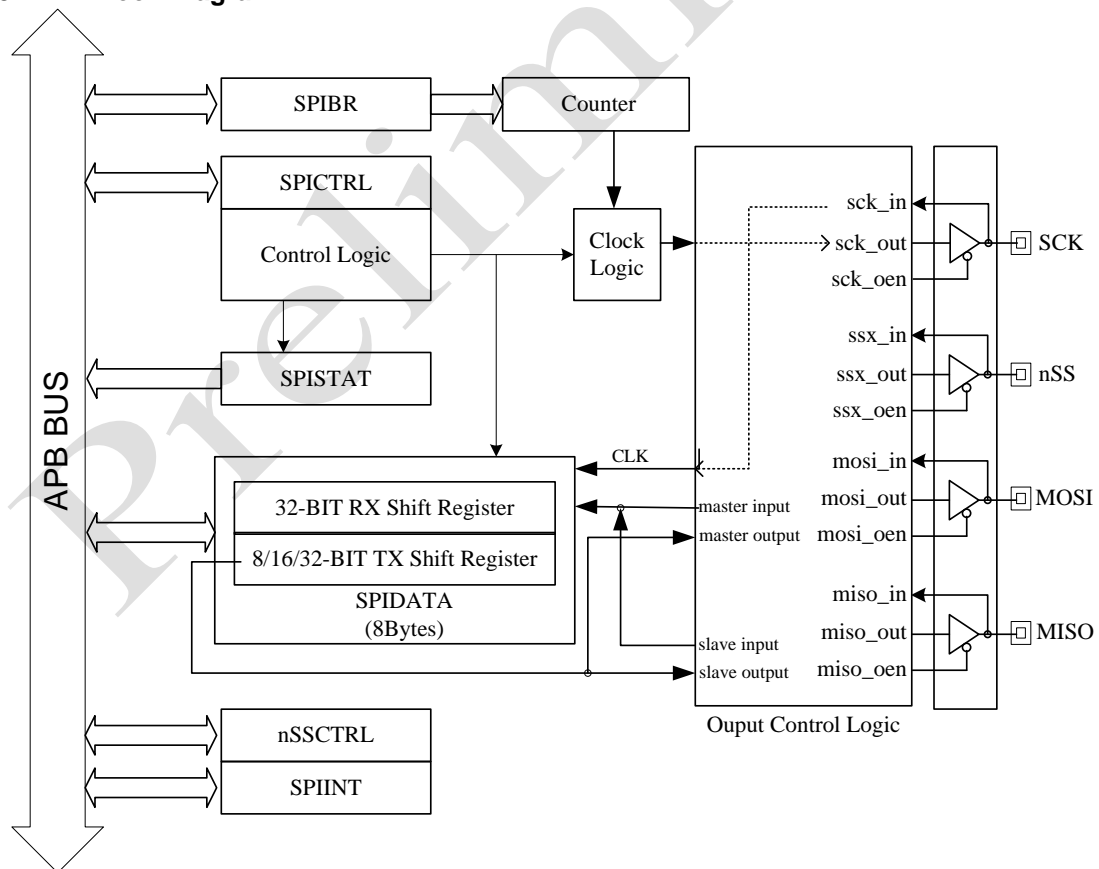 APB BUS
SPIBR
Counter
SPICTRL
Control Logic
Clock
Logic
SPISTAT
CLK
32-BIT RX Shift Register
8/16/32-BIT TX Shift Register
SPIDATA
(8Bytes)
master input
master output
slave input
slave output
sck_in
sck_out
sck_oen
ssx_in
ssx_out
ssx_oen
mosi_in
mosi_out
mosi_oen
miso_in
miso_out
miso_oen
Ouput Control Logic
SCK
nSS
MOSI
MISO
nSSCTRL
SPIINT
Prelim